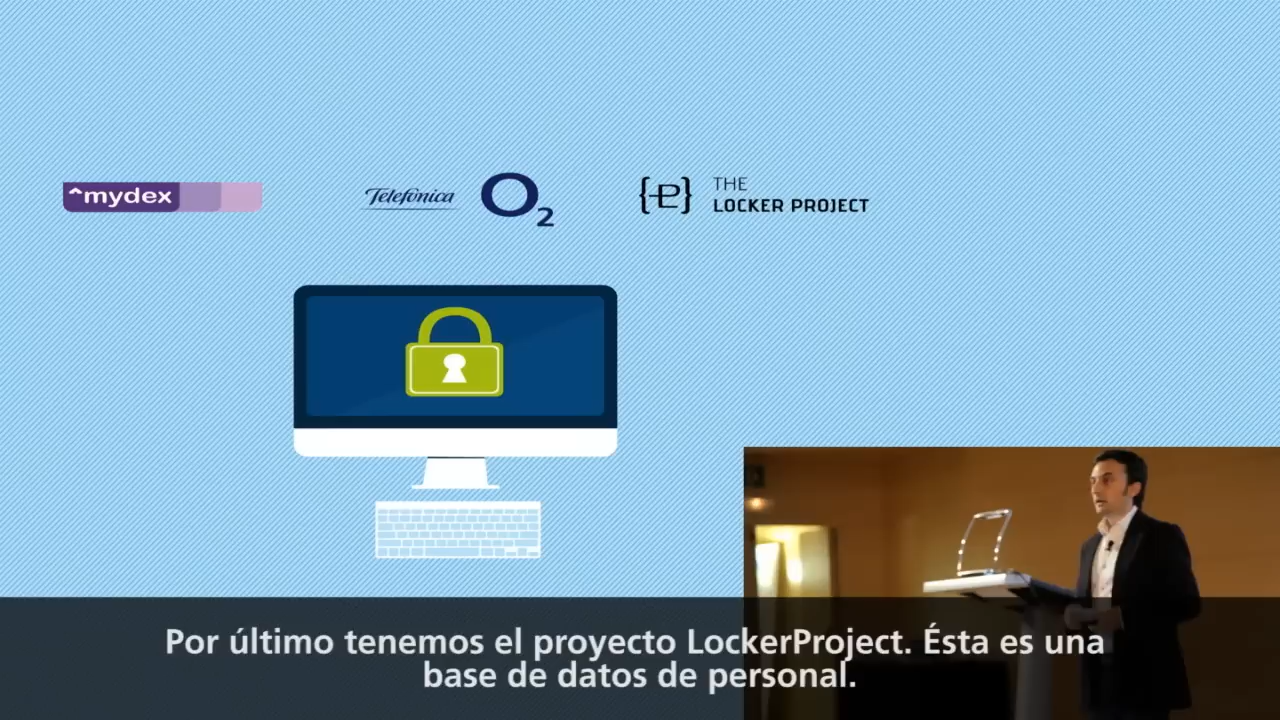 ^mydex
Telefónica
O2
{LP} THE
LOCKER PROJECT
Por último tenemos el proyecto LockerProject. Ésta es una
base de datos de personal.